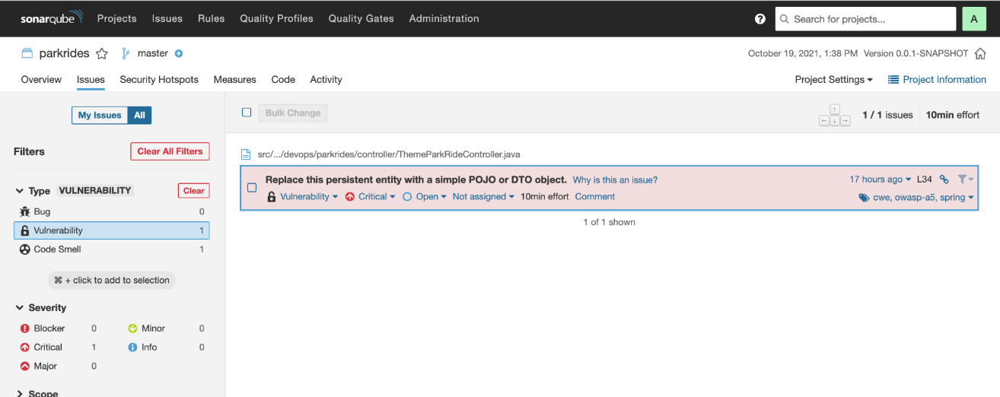 sonarqube Projects Issues Rules Quality Profiles Quality Gates Administration ? Search for projects... A
parkrides master October 19, 2021, 1:38 PM Version 0.0.1-SNAPSHOT
Overview Issues Security Hotspots Measures Code Activity Project Settings Project Information
My Issues All
Bulk Change
1 / 1 issues 10min effort
Filters Clear All Filters
src/.../devops/parkrides/controller/ThemeParkRideController.java
Type VULNERABILITY Clear
Replace this persistent entity with a simple POJO or DTO object. Why is this an issue? 17 hours ago L34
Vulnerability Critical Open Not assigned 10min effort Comment cwe, owasp-a5, spring
1 of 1 shown
Bug 0
Vulnerability 1
Code Smell 1
⌘ + click to add to selection
Severity
Blocker 0 Minor 0
Critical 1 Info 0
Major 0
Scope